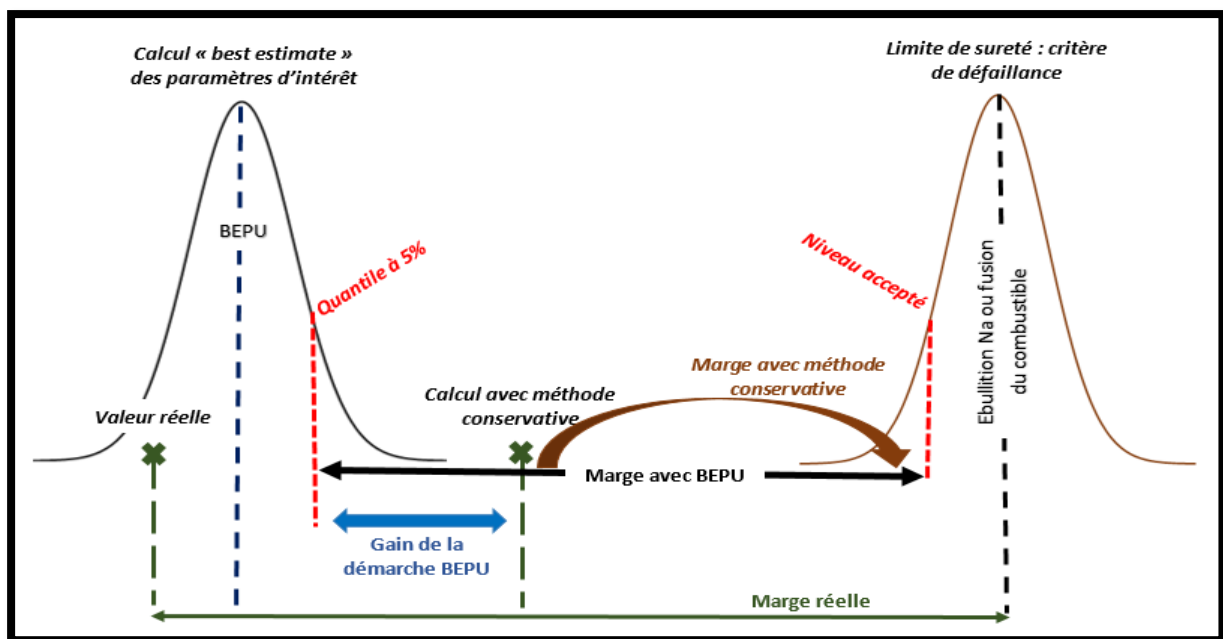 Calcul « best estimate »
des paramètres d'intérêt
Limite de sureté : critère
de défaillance
BEPU
Quantile à 5%
Niveau accepté
Ebullition Na ou fusion
du combustible
Marge avec méthode
conservative
Valeur réelle
Calcul avec méthode
conservative
Marge avec BEPU
Gain de la
démarche BEPU
Marge réelle